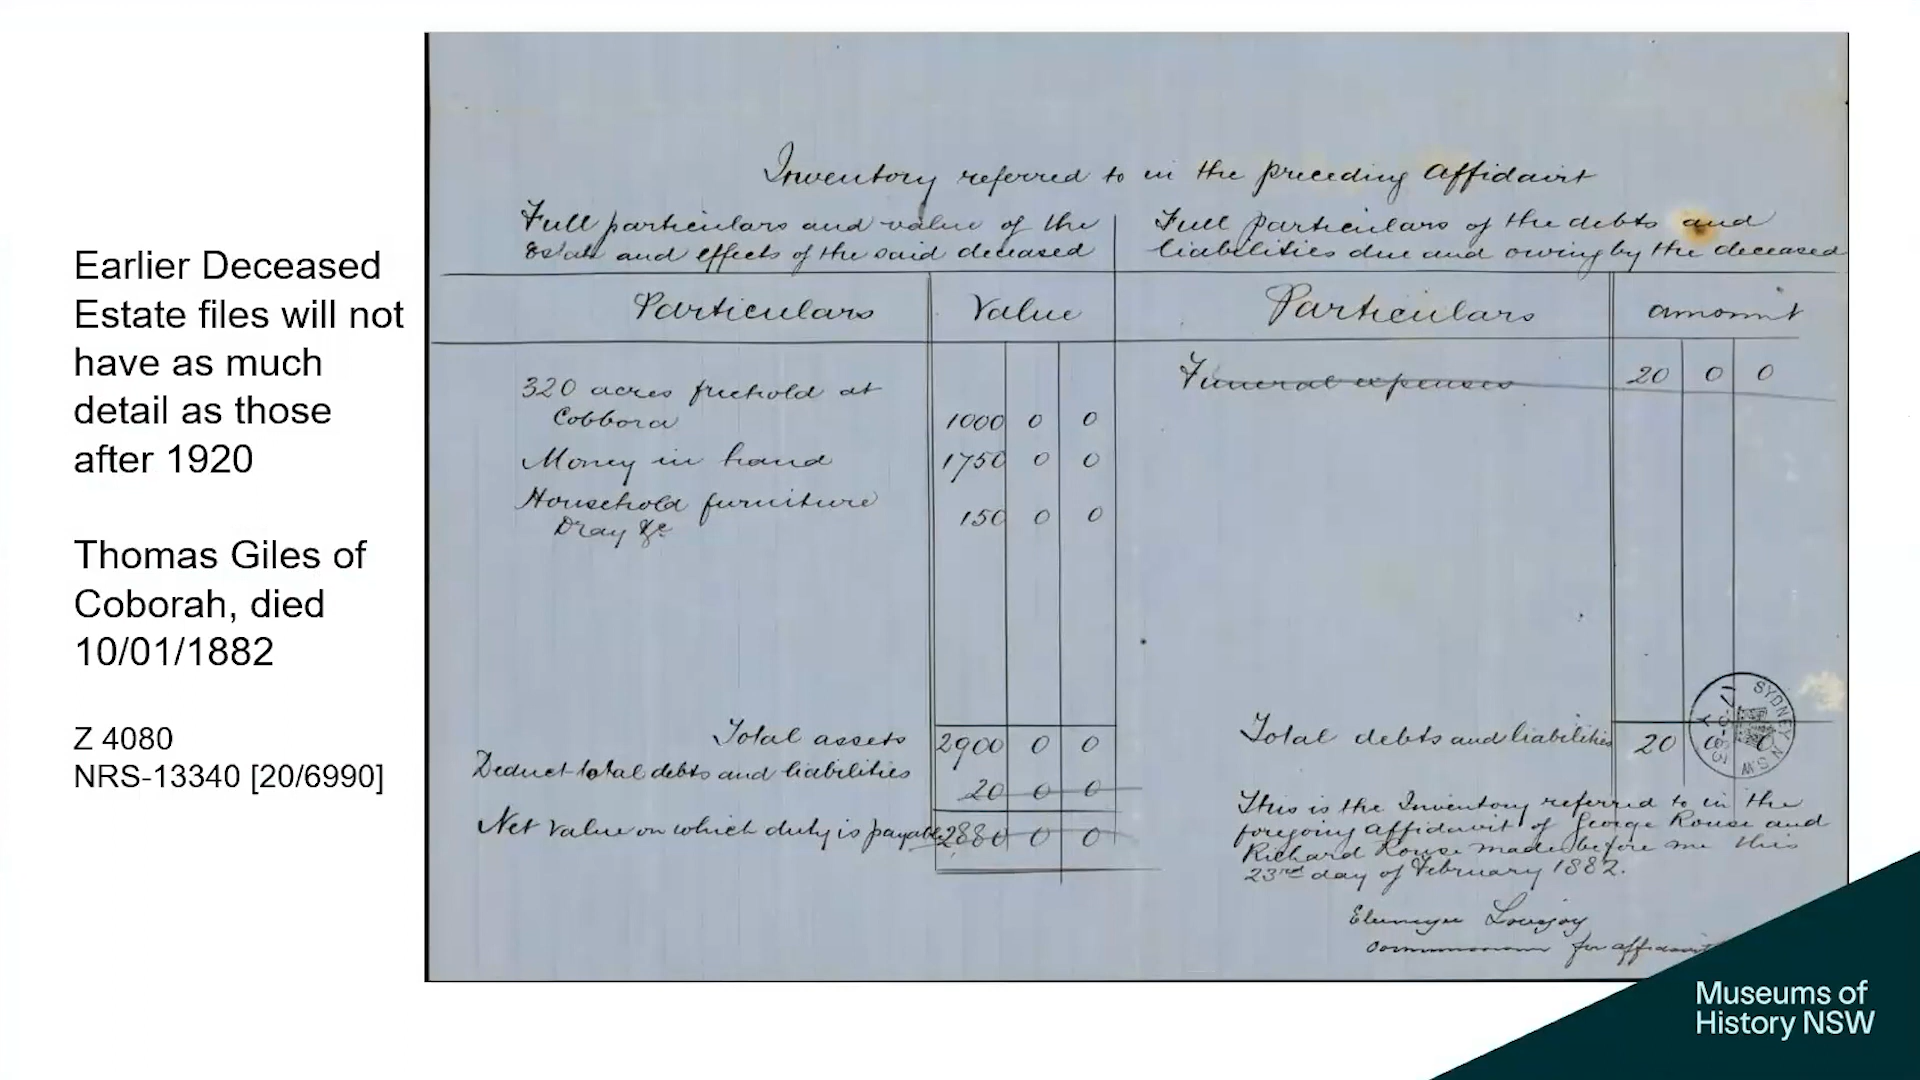 Earlier Deceased
Estate files will not
have as much
detail as those
after 1920
Thomas Giles of
Coborah, died
10/01/1882
Z 4080
NRS-13340 [20/6990]
Inventory referred to in the preceding Affidavit
Full particulars and value of the
Estate and effects of the said deceased
Full particulars of the debts and
liabilities due and owing by the deceased
Particulars Value
Particulars amount
320 acres freehold at
Cobbora 1000 0 0
Money in hand 1750 0 0
Household furniture
Dray &c 150 0 0
Funeral expenses 20 0 0
Total assets 2900 0 0
Deduct total debts and liabilities
20 0 0
Net Value on which duty is payable 2880 0 0
Total debts and liabilities 20 0 0
SYDNEY N.S.W
This is the Inventory referred to in the
foregoing affidavit of George Rouse and
Richard Rouse made before me this
23rd day of February 1882.
Lovejoy
Commissioner for affidavits
Museums of
History NSW